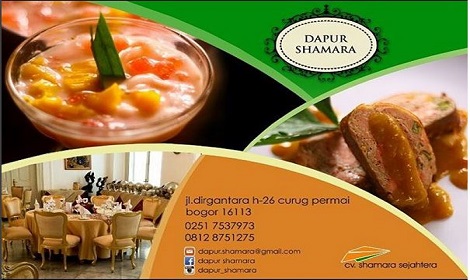 DAPUR
SHAMARA
jl.dirgantara h-26 curug permai
bogor 16113
0251 7537973
0812 8751275
dapur.shamara@gmail.com
dapur shamara
dapur_shamara
cv. shamara sejahtera